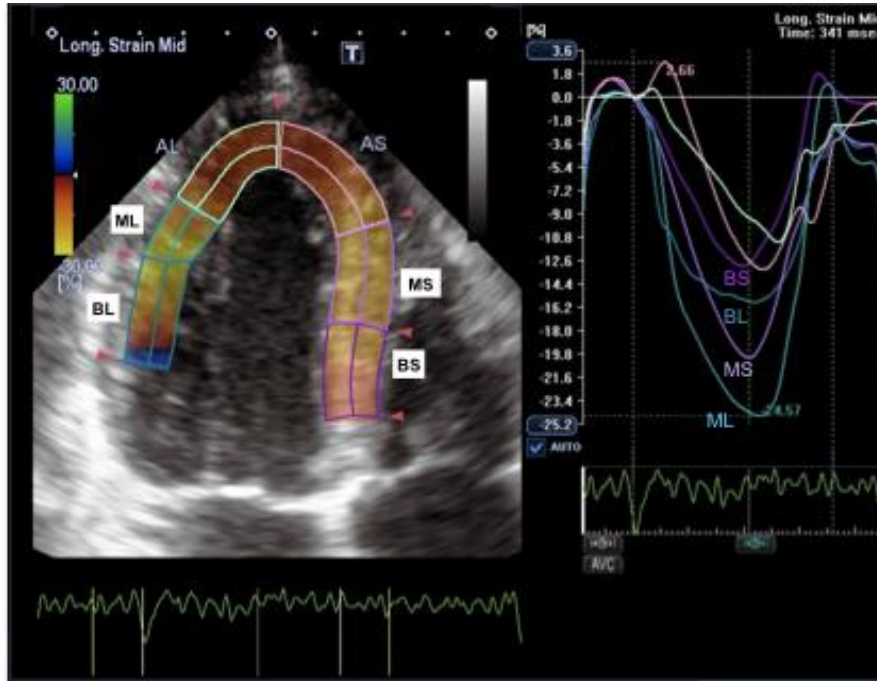 Long. Strain Mid
T
30.00
AL
AS
ML
[%]
MS
BL
BS
[%]
Long. Strain Mid
Time: 341 msec
3.6
2.66
1.8
0.0
-1.8
-3.6
-5.4
-7.2
-9.0
-10.8
-12.6
-14.4
-16.2
-18.0
-19.8
-21.6
-23.4
-25.2
BS
BL
MS
ML
AUTO
AVC